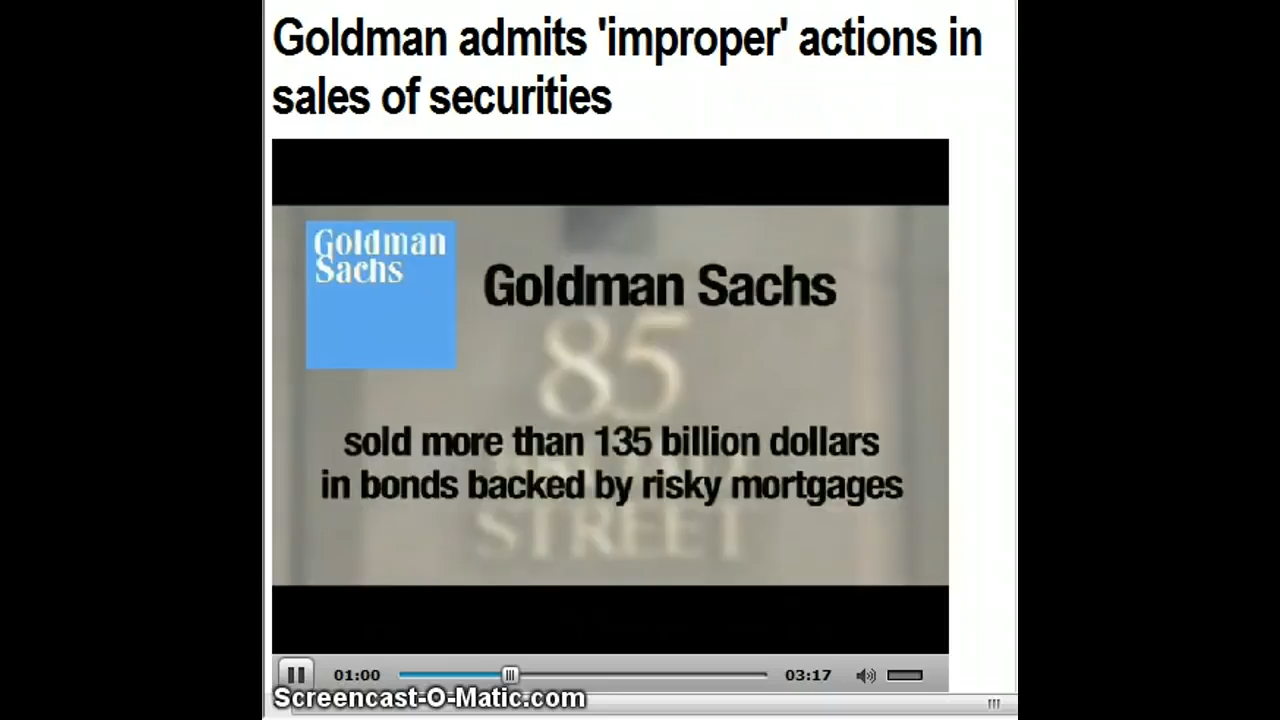 Goldman admits 'improper' actions in
sales of securities
Goldman
Sachs
Goldman Sachs
85
sold more than 135 billion dollars
in bonds backed by risky mortgages
STREET
01:00
03:17
Screencast-O-Matic.com